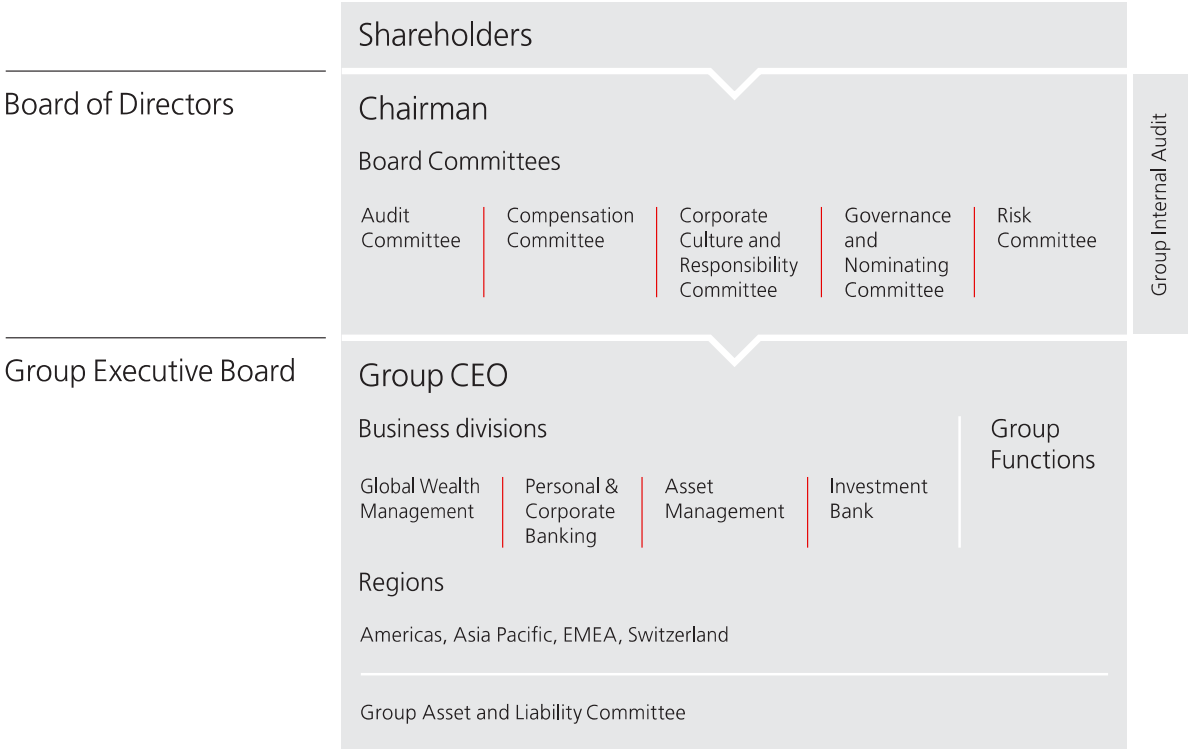 Shareholders
Board of Directors
Chairman
Board Committees
Audit
Committee
Compensation
Committee
Corporate
Culture and
Responsibility
Committee
Governance
and
Nominating
Committee
Risk
Committee
Group Internal Audit
Group Executive Board
Group CEO
Business divisions
Global Wealth
Management
Personal &
Corporate
Banking
Asset
Management
Investment
Bank
Group
Functions
Regions
Americas, Asia Pacific, EMEA, Switzerland
Group Asset and Liability Committee